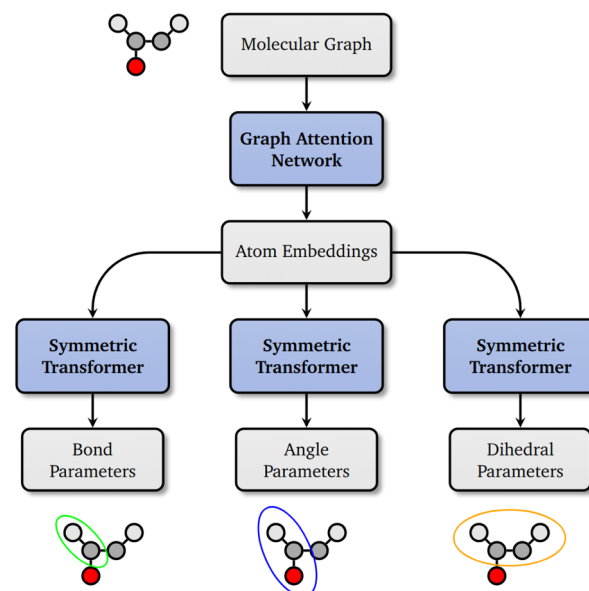 Molecular Graph
Graph Attention
Network
Atom Embeddings
Symmetric
Transformer
Symmetric
Transformer
Symmetric
Transformer
Bond
Parameters
Angle
Parameters
Dihedral
Parameters